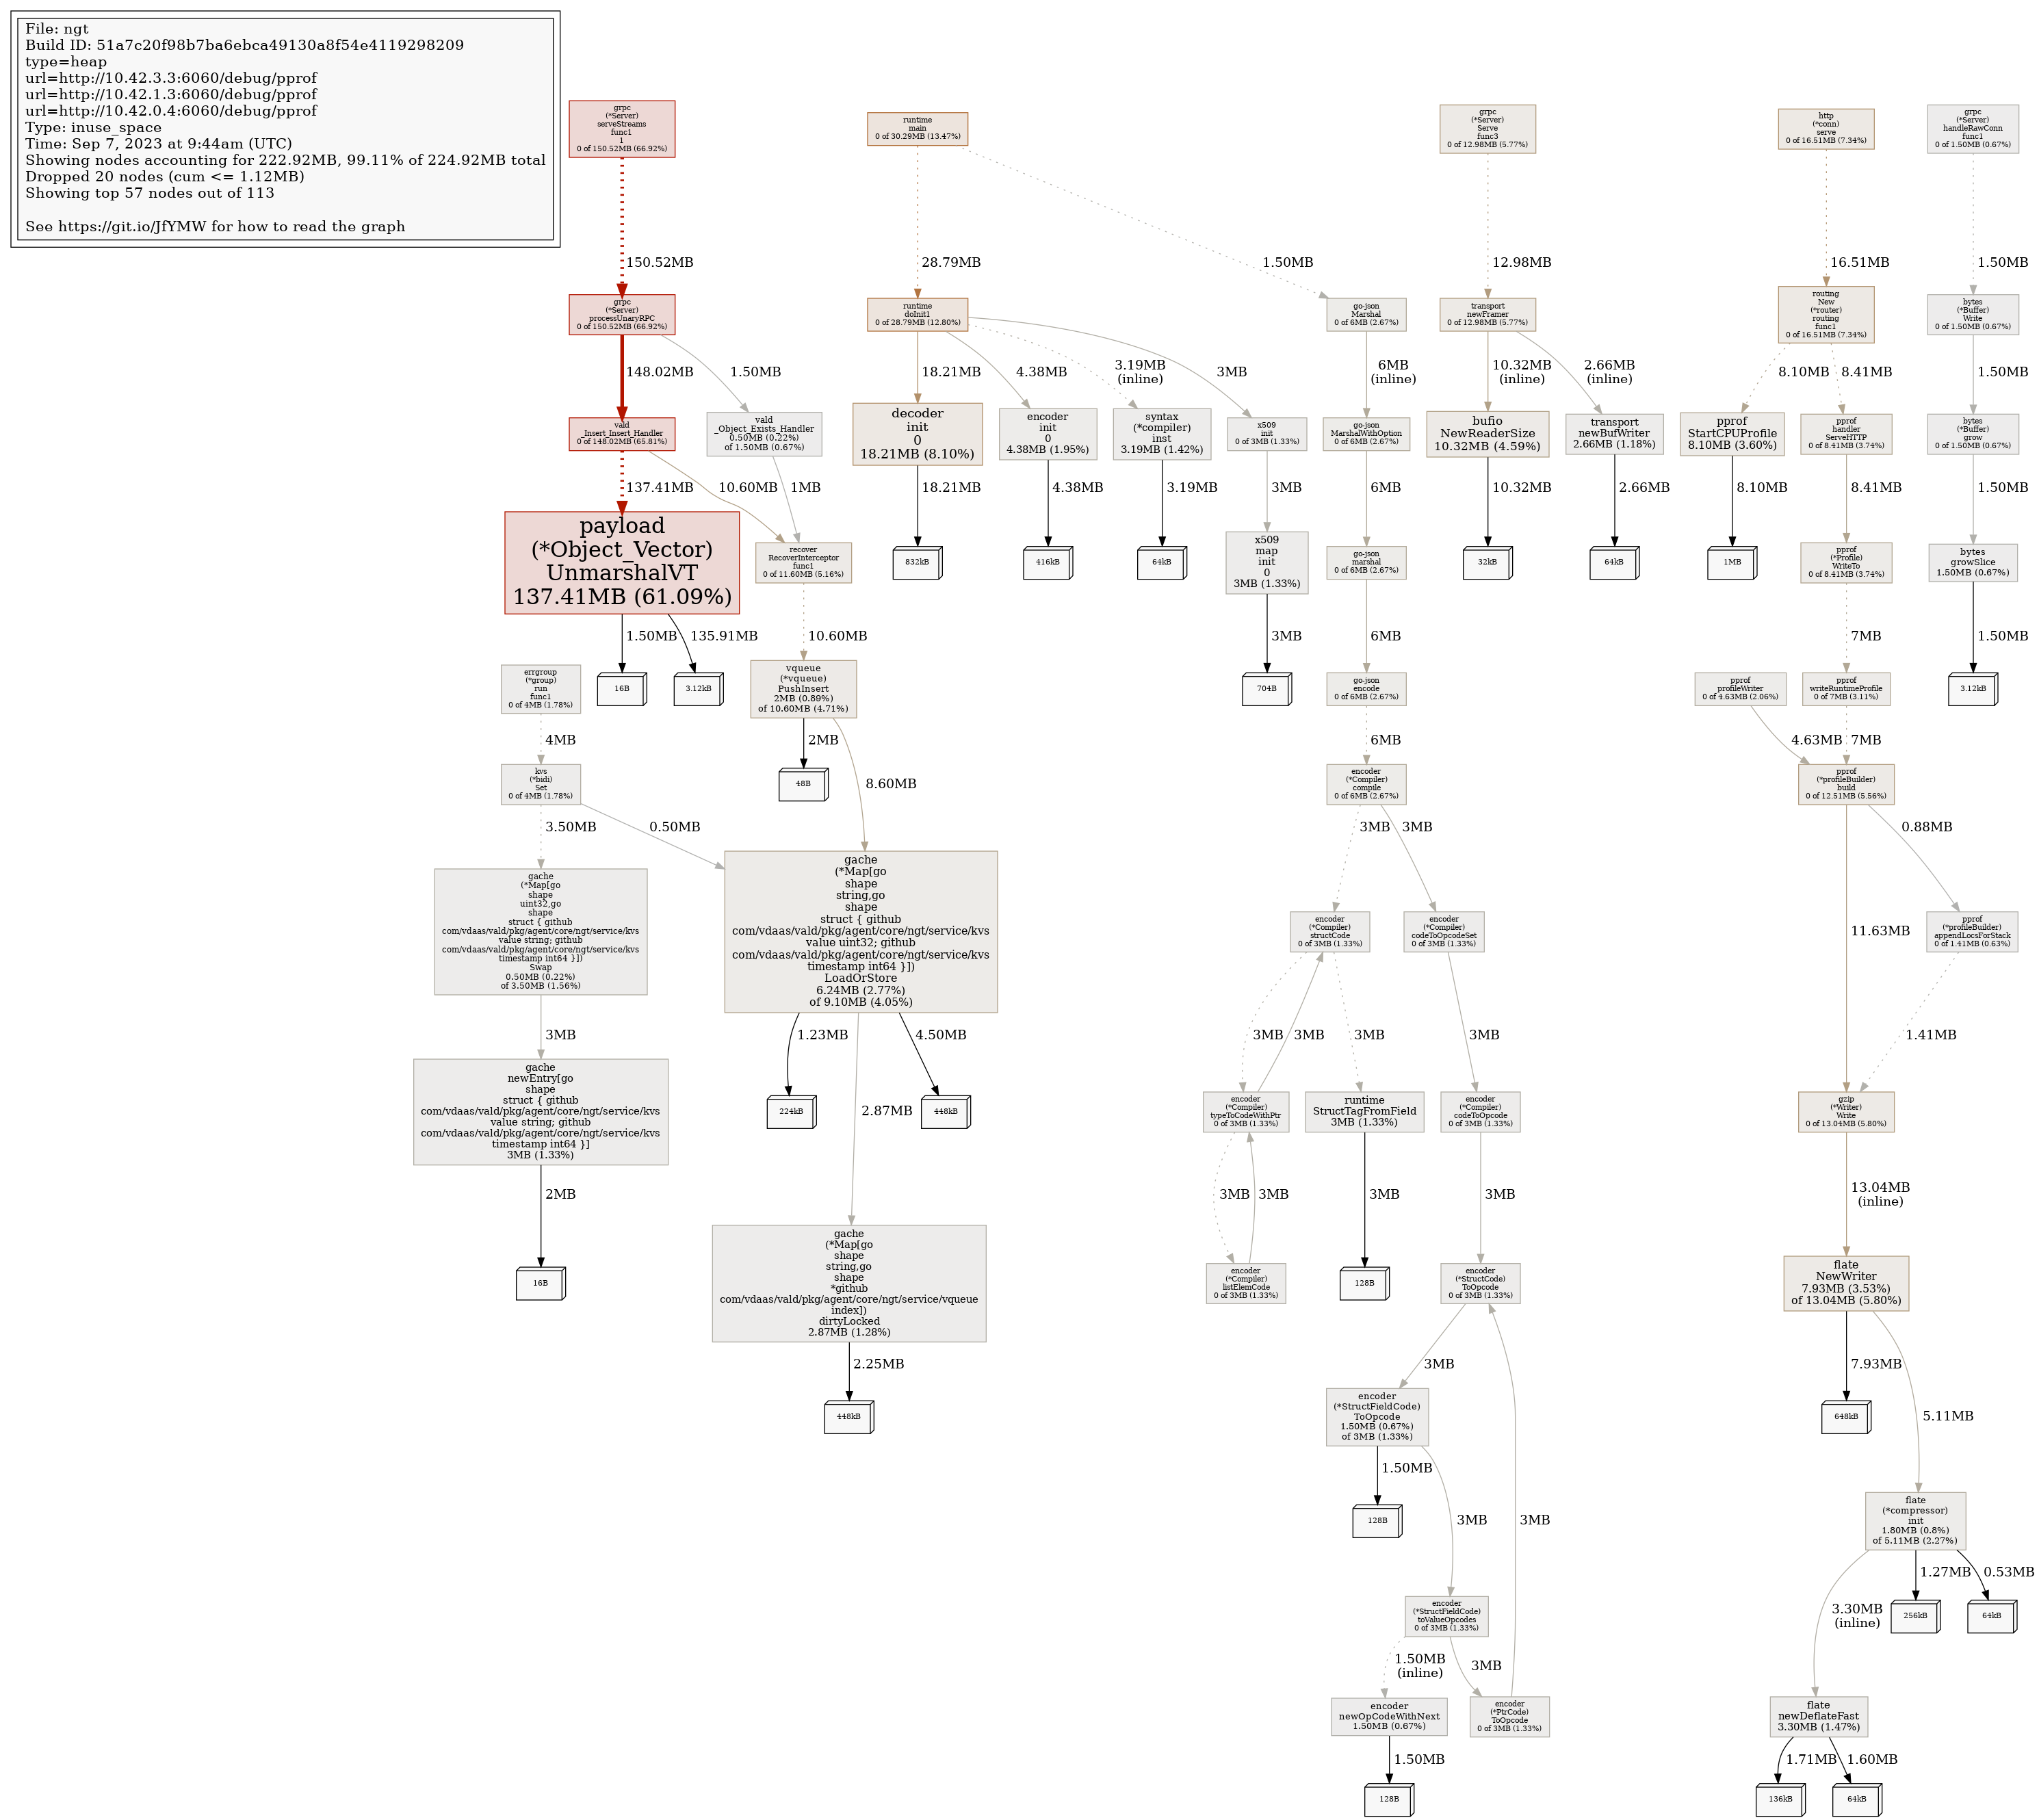 File: ngt
Build ID: 51a7c20f98b7ba6ebca49130a8f54e4119298209
type=heap
url=http://10.42.3.3:6060/debug/pprof
url=http://10.42.1.3:6060/debug/pprof
url=http://10.42.0.4:6060/debug/pprof
Type: inuse_space
Time: Sep 7, 2023 at 9:44am (UTC)
Showing nodes accounting for 222.92MB, 99.11% of 224.92MB total
Dropped 20 nodes (cum <= 1.12MB)
Showing top 57 nodes out of 113
See https://git.io/JfYMW for how to read the graph
grpc
(*Server)
serveStreams
func1
1
0 of 150.52MB (66.92%)
runtime
main
0 of 30.29MB (13.47%)
grpc
(*Server)
Serve
func3
0 of 12.98MB (5.77%)
http
(*conn)
serve
0 of 16.51MB (7.34%)
grpc
(*Server)
handleRawConn
func1
0 of 1.50MB (0.67%)
150.52MB
28.79MB
1.50MB
12.98MB
16.51MB
1.50MB
grpc
(*Server)
processUnaryRPC
0 of 150.52MB (66.92%)
runtime
doInit1
0 of 28.79MB (12.80%)
go-json
Marshal
0 of 6MB (2.67%)
transport
newFramer
0 of 12.98MB (5.77%)
routing
New
(*router)
routing
func1
0 of 16.51MB (7.34%)
bytes
(*Buffer)
Write
0 of 1.50MB (0.67%)
148.02MB
1.50MB
18.21MB
4.38MB
3.19MB
(inline)
3MB
6MB
(inline)
10.32MB
(inline)
2.66MB
(inline)
8.10MB
8.41MB
1.50MB
vald
_Insert_Insert_Handler
0 of 148.02MB (65.81%)
vald
_Object_Exists_Handler
0.50MB (0.22%)
of 1.50MB (0.67%)
decoder
init
0
18.21MB (8.10%)
encoder
init
0
4.38MB (1.95%)
syntax
(*compiler)
inst
3.19MB (1.42%)
x509
init
0 of 3MB (1.33%)
go-json
MarshalWithOption
0 of 6MB (2.67%)
bufio
NewReaderSize
10.32MB (4.59%)
transport
newBufWriter
2.66MB (1.18%)
pprof
StartCPUProfile
8.10MB (3.60%)
pprof
handler
ServeHTTP
0 of 8.41MB (3.74%)
bytes
(*Buffer)
grow
0 of 1.50MB (0.67%)
137.41MB
10.60MB
1MB
18.21MB
4.38MB
3.19MB
3MB
6MB
10.32MB
2.66MB
8.10MB
8.41MB
1.50MB
payload
(*Object_Vector)
UnmarshalVT
137.41MB (61.09%)
recover
RecoverInterceptor
func1
0 of 11.60MB (5.16%)
832kB
416kB
64kB
x509
map
init
0
3MB (1.33%)
go-json
marshal
0 of 6MB (2.67%)
32kB
64kB
1MB
pprof
(*Profile)
WriteTo
0 of 8.41MB (3.74%)
bytes
growSlice
1.50MB (0.67%)
1.50MB
135.91MB
10.60MB
3MB
6MB
7MB
1.50MB
errgroup
(*group)
run
func1
0 of 4MB (1.78%)
16B
3.12kB
vqueue
(*vqueue)
PushInsert
2MB (0.89%)
of 10.60MB (4.71%)
704B
go-json
encode
0 of 6MB (2.67%)
pprof
profileWriter
0 of 4.63MB (2.06%)
pprof
writeRuntimeProfile
0 of 7MB (3.11%)
3.12kB
4MB
2MB
8.60MB
6MB
4.63MB
7MB
kvs
(*bidi)
Set
0 of 4MB (1.78%)
48B
encoder
(*Compiler)
compile
0 of 6MB (2.67%)
pprof
(*profileBuilder)
build
0 of 12.51MB (5.56%)
3.50MB
0.50MB
3MB
3MB
11.63MB
0.88MB
gache
(*Map[go
shape
uint32,go
shape
struct { github
com/vdaas/vald/pkg/agent/core/ngt/service/kvs
value string; github
com/vdaas/vald/pkg/agent/core/ngt/service/kvs
timestamp int64 }])
Swap
0.50MB (0.22%)
of 3.50MB (1.56%)
gache
(*Map[go
shape
string,go
shape
struct { github
com/vdaas/vald/pkg/agent/core/ngt/service/kvs
value uint32; github
com/vdaas/vald/pkg/agent/core/ngt/service/kvs
timestamp int64 }])
LoadOrStore
6.24MB (2.77%)
of 9.10MB (4.05%)
encoder
(*Compiler)
structCode
0 of 3MB (1.33%)
encoder
(*Compiler)
codeToOpcodeSet
0 of 3MB (1.33%)
pprof
(*profileBuilder)
appendLocsForStack
0 of 1.41MB (0.63%)
3MB
1.23MB
2.87MB
4.50MB
3MB
3MB
3MB
3MB
1.41MB
gache
newEntry[go
shape
struct { github
com/vdaas/vald/pkg/agent/core/ngt/service/kvs
value string; github
com/vdaas/vald/pkg/agent/core/ngt/service/kvs
timestamp int64 }]
3MB (1.33%)
224kB
448kB
encoder
(*Compiler)
typeToCodeWithPtr
0 of 3MB (1.33%)
runtime
StructTagFromField
3MB (1.33%)
encoder
(*Compiler)
codeToOpcode
0 of 3MB (1.33%)
gzip
(*Writer)
Write
0 of 13.04MB (5.80%)
2MB
3MB
3MB
3MB
3MB
13.04MB
(inline)
16B
gache
(*Map[go
shape
string,go
shape
*github
com/vdaas/vald/pkg/agent/core/ngt/service/vqueue
index])
dirtyLocked
2.87MB (1.28%)
encoder
(*Compiler)
listElemCode
0 of 3MB (1.33%)
128B
encoder
(*StructCode)
ToOpcode
0 of 3MB (1.33%)
flate
NewWriter
7.93MB (3.53%)
of 13.04MB (5.80%)
2.25MB
3MB
7.93MB
5.11MB
448kB
encoder
(*StructFieldCode)
ToOpcode
1.50MB (0.67%)
of 3MB (1.33%)
648kB
1.50MB
3MB
3MB
128B
flate
(*compressor)
init
1.80MB (0.8%)
of 5.11MB (2.27%)
3.30MB
(inline)
1.27MB
0.53MB
encoder
(*StructFieldCode)
toValueOpcodes
0 of 3MB (1.33%)
256kB
64kB
1.50MB
(inline)
3MB
encoder
newOpCodeWithNext
1.50MB (0.67%)
encoder
(*PtrCode)
ToOpcode
0 of 3MB (1.33%)
flate
newDeflateFast
3.30MB (1.47%)
1.50MB
1.71MB
1.60MB
128B
136kB
64kB